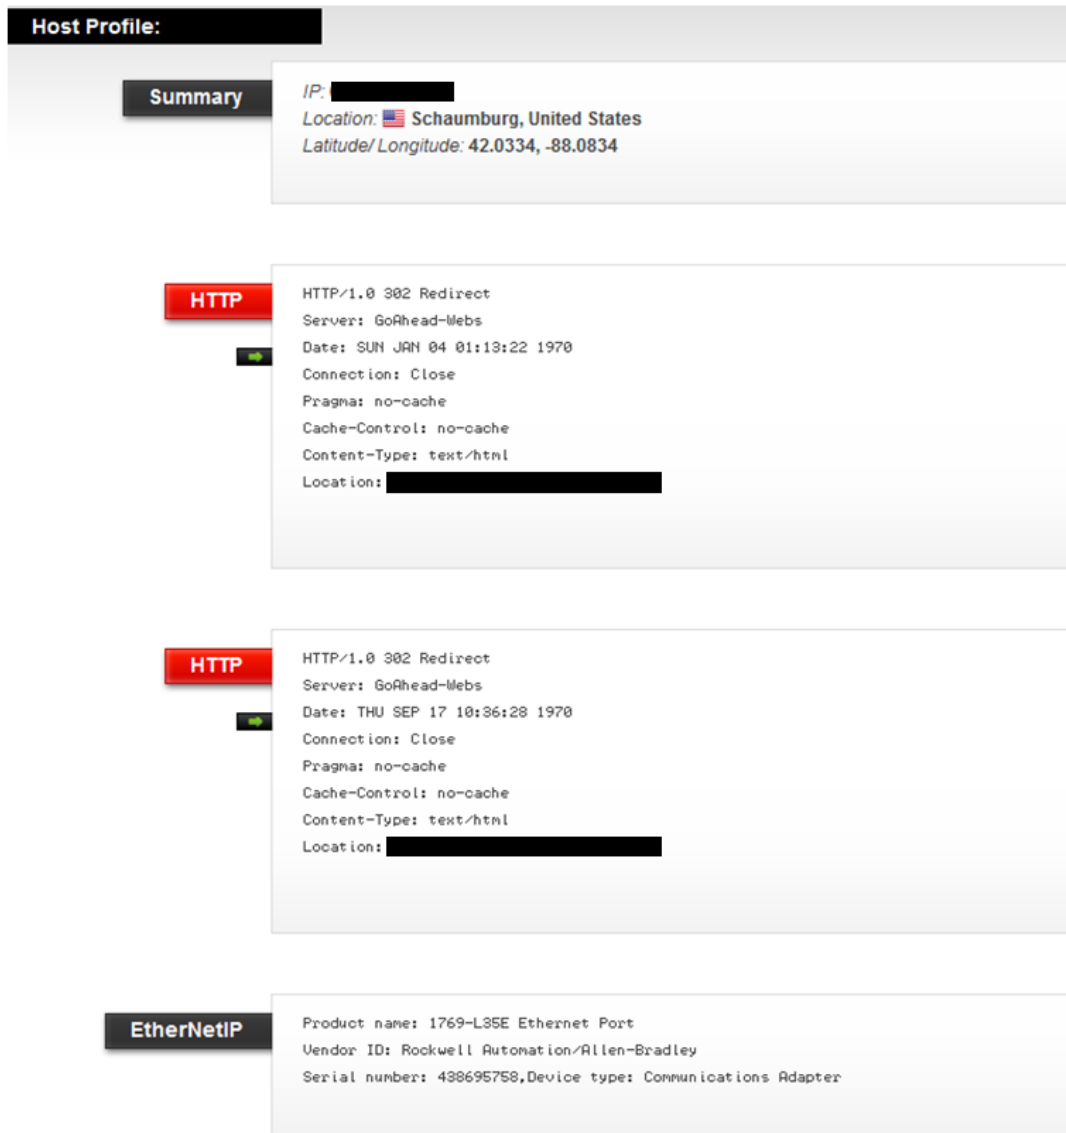 Host Profile:
Summary
IP:
Location: Schaumburg, United States
Latitude/ Longitude: 42.0334, -88.0834
HTTP
HTTP/1.0 302 Redirect
Server: GoAhead-Webs
Date: SUN JAN 04 01:13:22 1970
Connection: Close
Pragma: no-cache
Cache-Control: no-cache
Content-Type: text/html
Location:
HTTP
HTTP/1.0 302 Redirect
Server: GoAhead-Webs
Date: THU SEP 17 10:36:28 1970
Connection: Close
Pragma: no-cache
Cache-Control: no-cache
Content-Type: text/html
Location:
EtherNetIP
Product name: 1769-L35E Ethernet Port
Vendor ID: Rockwell Automation/Allen-Bradley
Serial number: 438695758,Device type: Communications Adapter